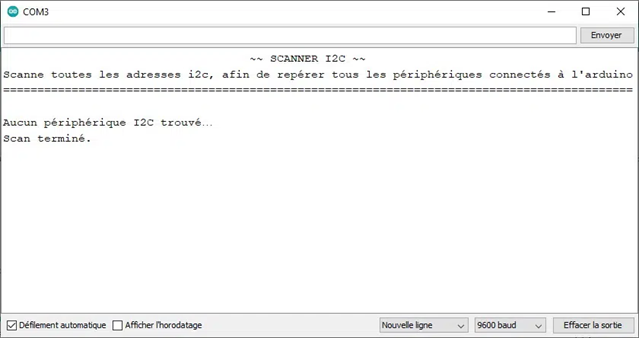 COM3
Envoyer
~~ SCANNER I2C ~~
Scanne toutes les adresses i2c, afin de repérer tous les périphériques connectés à l'arduino
================================================================================================
Aucun périphérique I2C trouvé...
Scan terminé.
Défilement automatique Afficher l'horodatage Nouvelle ligne 9600 baud Effacer la sortie